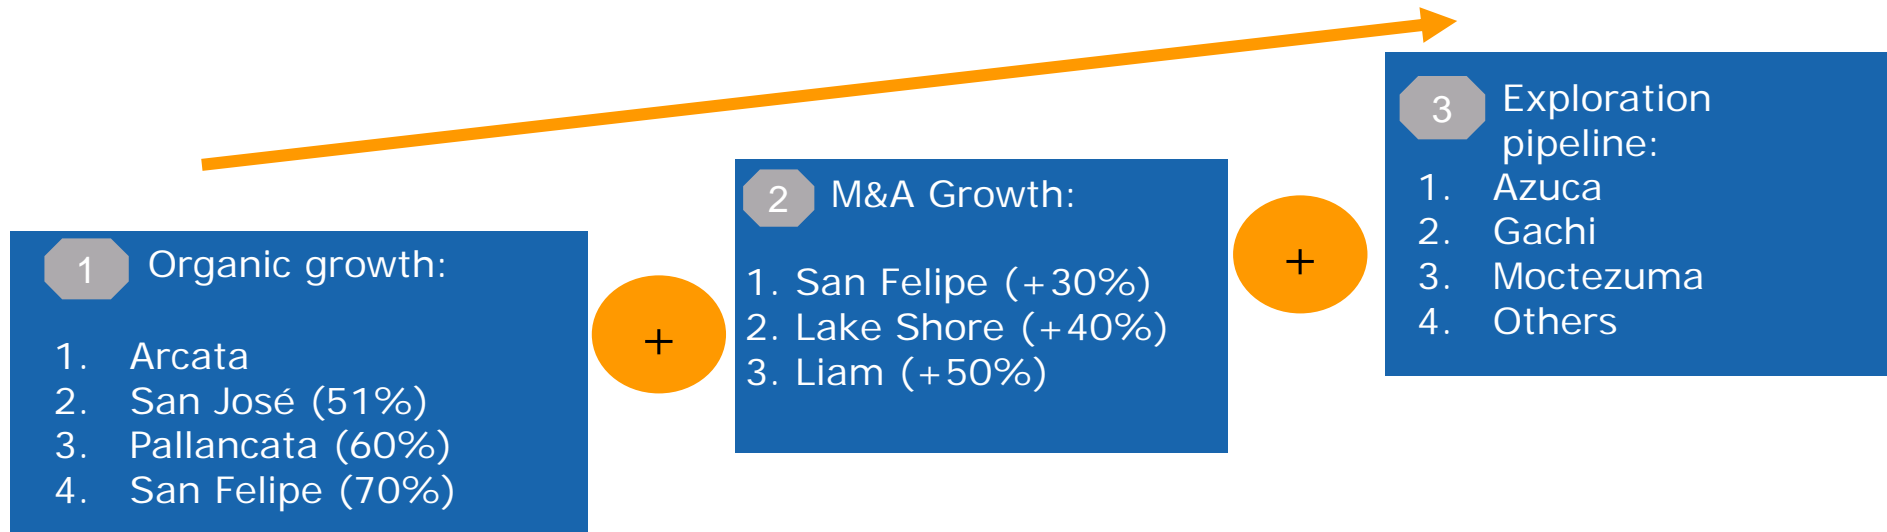 1 Organic growth:
1. Arcata
2. San José (51%)
3. Pallancata (60%)
4. San Felipe (70%)
+
2 M&A Growth:
1. San Felipe (+30%)
2. Lake Shore (+40%)
3. Liam (+50%)
+
3 Exploration
pipeline:
1. Azuca
2. Gachi
3. Moctezuma
4. Others